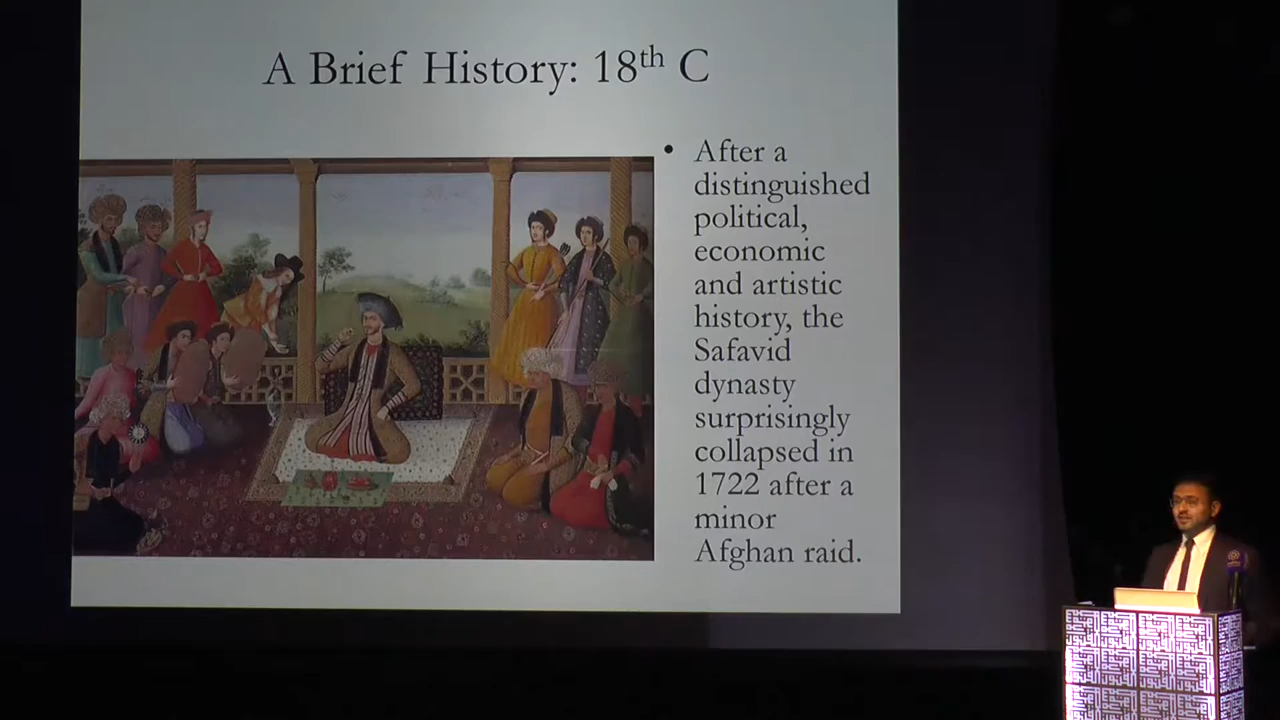 A Brief History: 18th C
• After a
distinguished
political,
economic
and artistic
history, the
Safavid
dynasty
surprisingly
collapsed in
1722 after a
minor
Afghan raid.